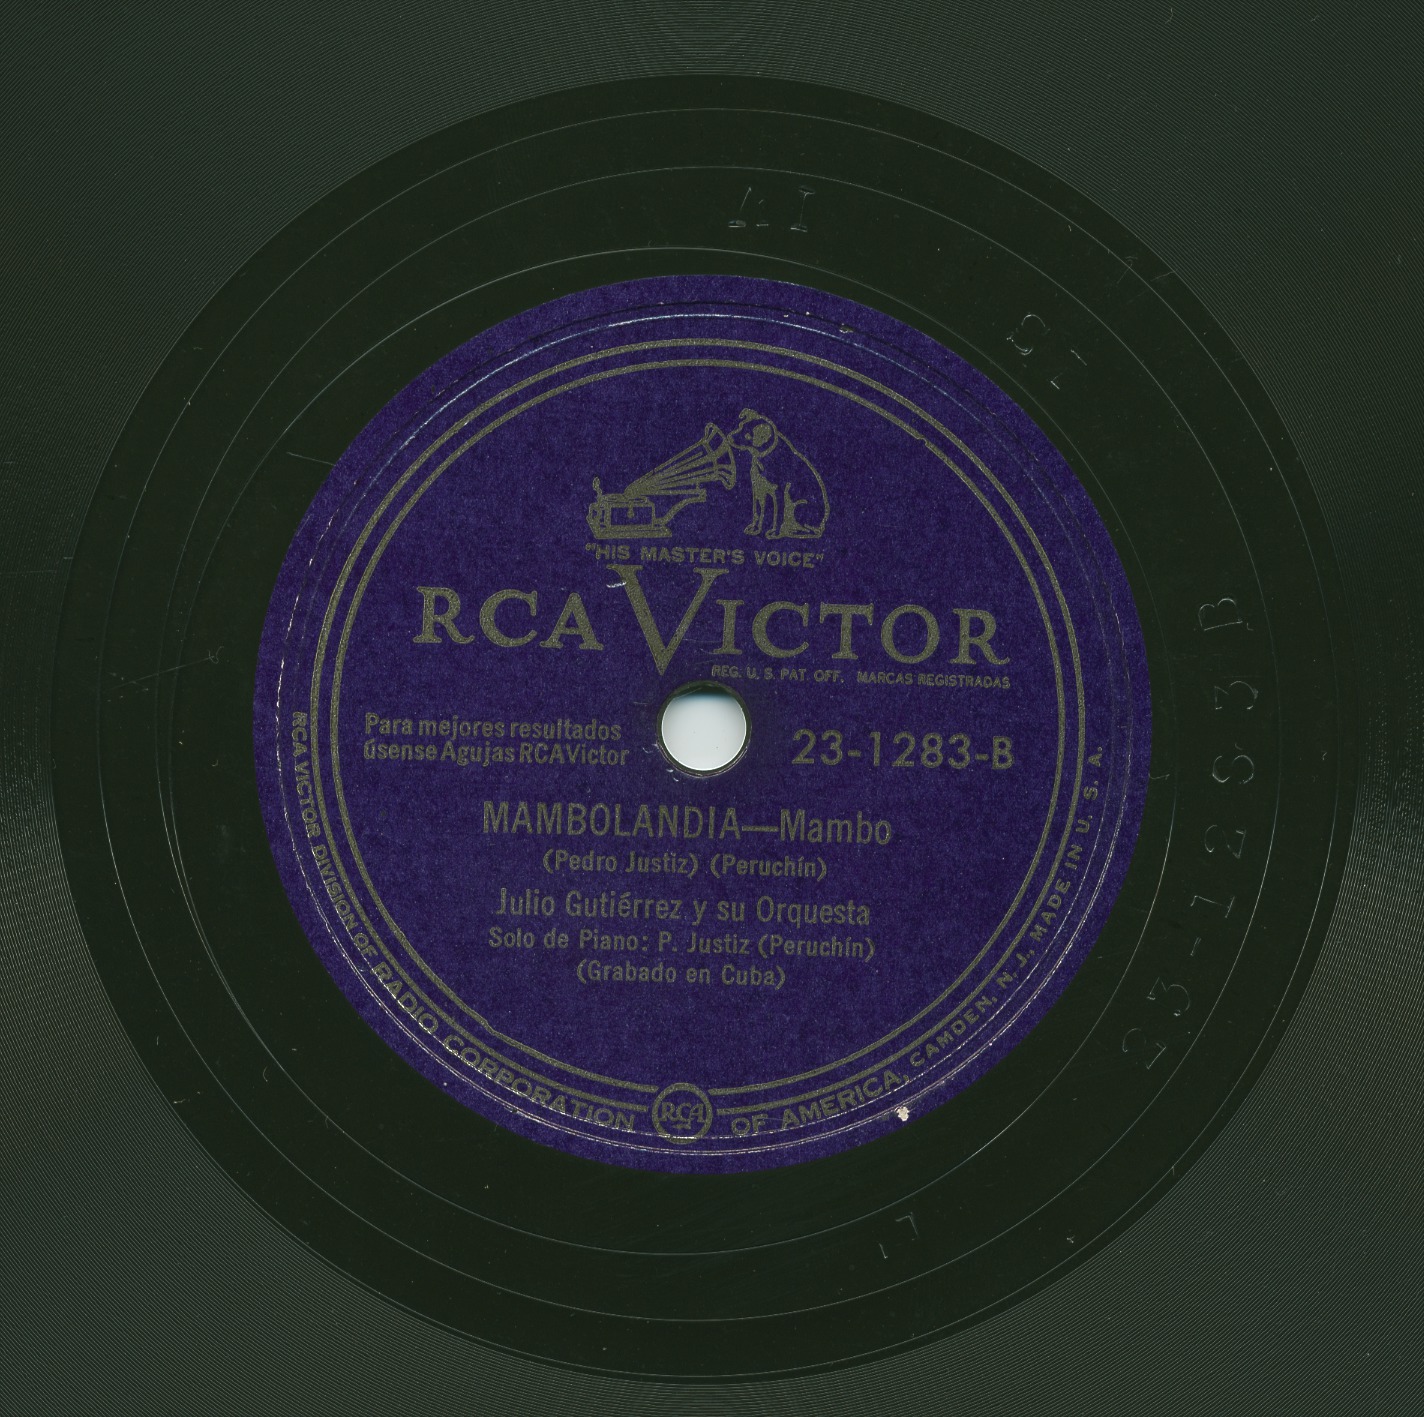 "HIS MASTER'S VOICE"
RCA VICTOR
REG. U. S. PAT. OFF. MARCAS REGISTRADAS
Para mejores resultados
úsense Agujas RCA Victor
23-1283-B
MAMBOLANDIA—Mambo
(Pedro Justiz) (Peruchín)
Julio Gutiérrez y su Orquesta
Solo de Piano: P. Justiz (Peruchín)
(Grabado en Cuba)
RCA VICTOR DIVISION OF RADIO CORPORATION OF AMERICA, CAMDEN, N. J., MADE IN U. S. A.
RCA
23-1283B